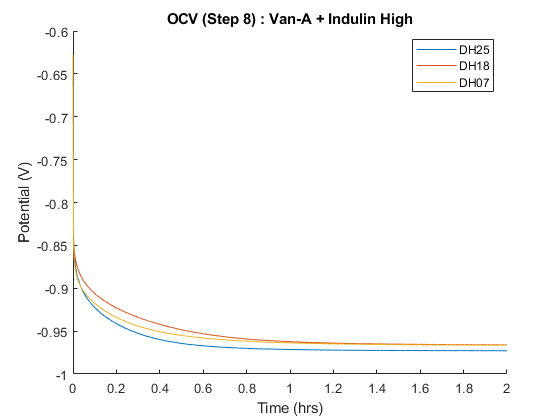 OCV (Step 8) : Van-A + Indulin High
DH25
DH18
DH07
Potential (V)
-0.6
-0.65
-0.7
-0.75
-0.8
-0.85
-0.9
-0.95
-1
0 0.2 0.4 0.6 0.8 1 1.2 1.4 1.6 1.8 2
Time (hrs)